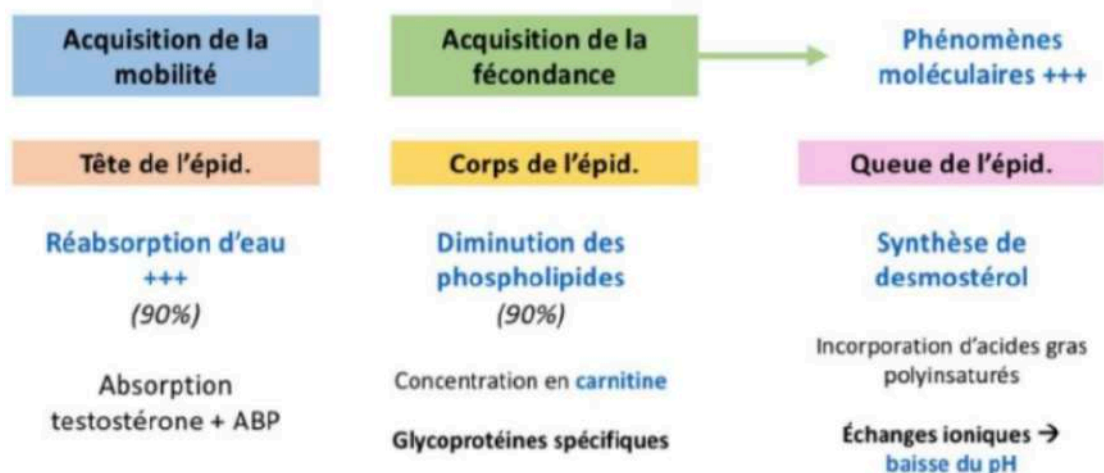 Acquisition de la
mobilité
Acquisition de la
fécondance
Phénomènes
moléculaires +++
Tête de l'épid.
Corps de l'épid.
Queue de l'épid.
Réabsorption d'eau
+++
(90%)
Absorption
testostérone + ABP
Diminution des
phospholipides
(90%)
Concentration en carnitine
Glycoprotéines spécifiques
Synthèse de
desmostérol
Incorporation d'acides gras
polyinsaturés
Échanges ioniques →
baisse du pH